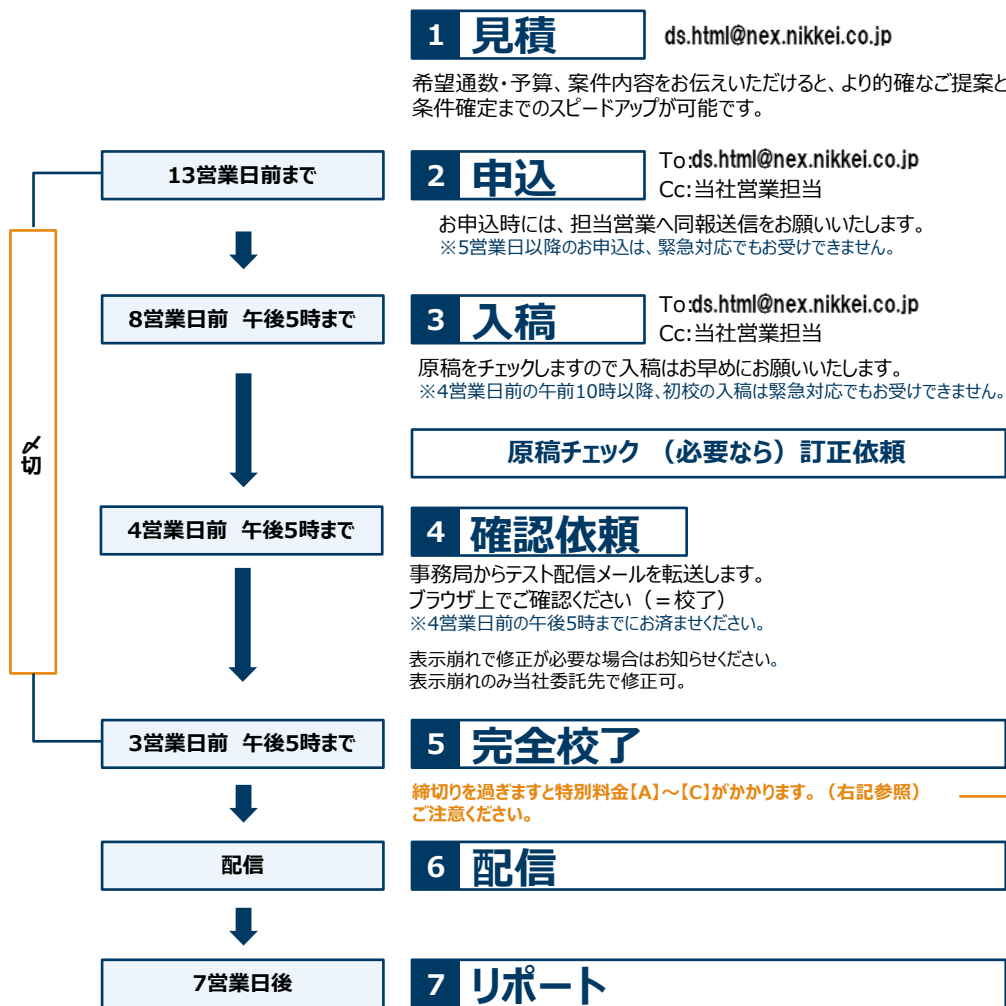 1 見積 ds.html@nex.nikkei.co.jp
希望通数・予算、案件内容をお伝えいただけると、より的確なご提案と
条件確定までのスピードアップが可能です。
13営業日前まで
2 申込
To:ds.html@nex.nikkei.co.jp
Cc:当社営業担当
お申込時には、担当営業へ同報送信をお願いいたします。
※5営業日以降のお申込は、緊急対応でもお受けできません。
〆切
8営業日前 午後5時まで
3 入稿
To:ds.html@nex.nikkei.co.jp
Cc:当社営業担当
原稿をチェックしますので入稿はお早めにお願いいたします。
※4営業日前の午前10時以降、初校の入稿は緊急対応でもお受けできません。
原稿チェック （必要なら）訂正依頼
4営業日前 午後5時まで
4 確認依頼
事務局からテスト配信メールを転送します。
ブラウザ上でご確認ください（＝校了）
※4営業日前の午後5時までにお済ませください。
表示崩れで修正が必要な場合はお知らせください。
表示崩れのみ当社委託先で修正可。
3営業日前 午後5時まで
5 完全校了
締切りを過ぎますと特別料金【A】～【C】がかかります。（右記参照）
ご注意ください。
配信
6 配信
7営業日後
7 リポート